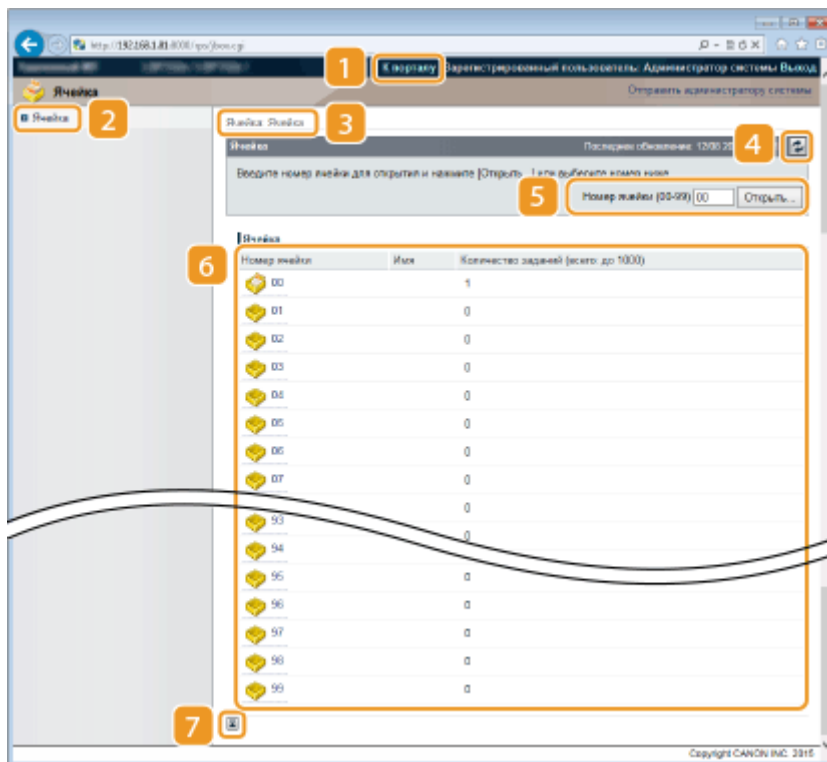 http://192.168.1.81:8000/rps/jbox.cgi
1 К порталу Зарегистрированный пользователь: Администратор системы Выход
Ячейка
Отправить администратору системы
Ячейка 2
Ячейка: Ячейка 3
Ячейка Последнее обновление: 12/08 20 4
Введите номер ячейки для открытия и нажмите [Открыть...] или выберите номер ниже.
5 Номер ячейки (00-99) 00 Открыть...
Ячейка
6 Номер ячейки Имя Количество заданий (всего: до 1000)
00 1
01 0
02 0
03 0
04 0
05 0
06 0
07 0
0
93
0
94
95 0
96 0
97 0
98 0
99 0
7
Copyright CANON INC. 2015